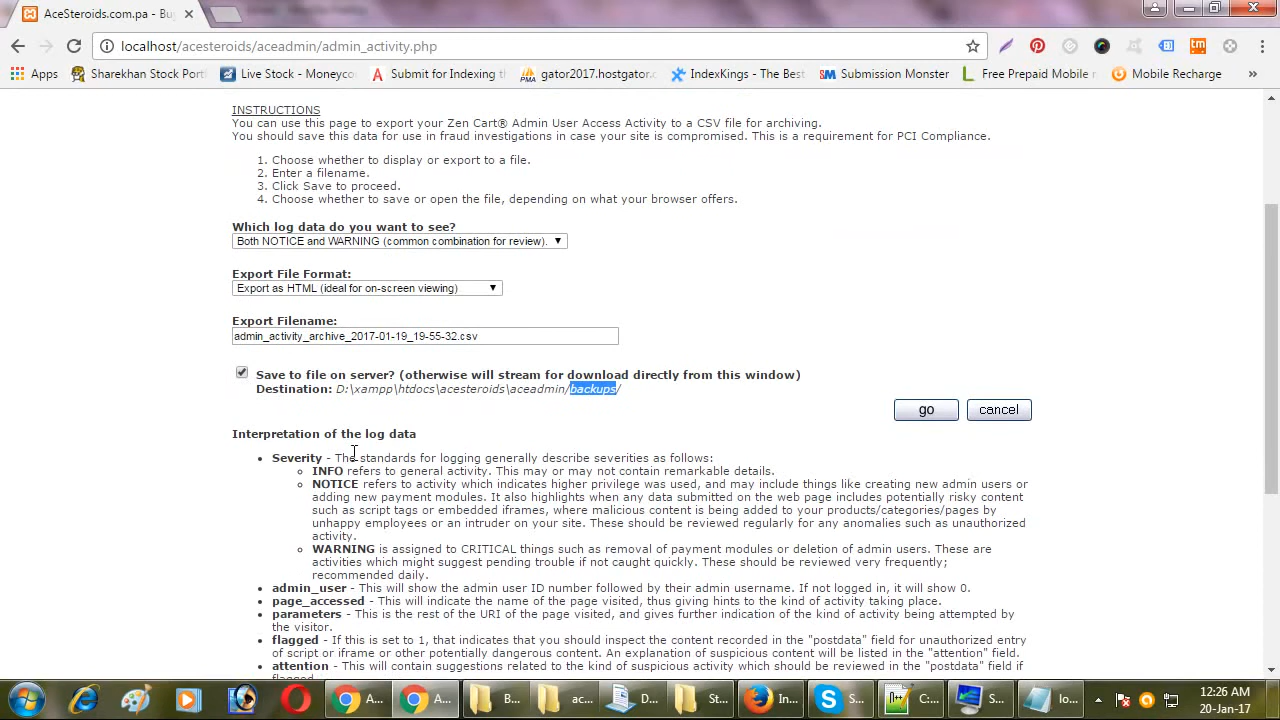 AceSteroids.com.pa - Buy
localhost/acesteroids/aceadmin/admin_activity.php
Apps Sharekhan Stock Port Live Stock - Moneyco Submit for Indexing th gator2017.hostgator.c IndexKings - The Best Submission Monster Free Prepaid Mobile r Mobile Recharge »
INSTRUCTIONS
You can use this page to export your Zen Cart® Admin User Access Activity to a CSV file for archiving.
You should save this data for use in fraud investigations in case your site is compromised. This is a requirement for PCI Compliance.
1. Choose whether to display or export to a file.
2. Enter a filename.
3. Click Save to proceed.
4. Choose whether to save or open the file, depending on what your browser offers.
Which log data do you want to see?
Both NOTICE and WARNING (common combination for review).
Export File Format:
Export as HTML (ideal for on-screen viewing)
Export Filename:
admin_activity_archive_2017-01-19_19-55-32.csv
Save to file on server? (otherwise will stream for download directly from this window)
Destination: D:\xampp\htdocs\acesteroids\aceadmin/backups/
go cancel
Interpretation of the log data
• Severity - The standards for logging generally describe severities as follows:
○ INFO refers to general activity. This may or may not contain remarkable details.
○ NOTICE refers to activity which indicates higher privilege was used, and may include things like creating new admin users or
adding new payment modules. It also highlights when any data submitted on the web page includes potentially risky content
such as script tags or embedded iframes, where malicious content is being added to your products/categories/pages by
unhappy employees or an intruder on your site. These should be reviewed regularly for any anomalies such as unauthorized
activity.
○ WARNING is assigned to CRITICAL things such as removal of payment modules or deletion of admin users. These are
activities which might suggest pending trouble if not caught quickly. These should be reviewed very frequently;
recommended daily.
• admin_user - This will show the admin user ID number followed by their admin username. If not logged in, it will show 0.
• page_accessed - This will indicate the name of the page visited, thus giving hints to the kind of activity taking place.
• parameters - This is the rest of the URI of the page visited, and gives further indication of the kind of activity being attempted by
the visitor.
• flagged - If this is set to 1, that indicates that you should inspect the content recorded in the "postdata" field for unauthorized entry
of script or iframe or other potentially dangerous content. An explanation of suspicious content will be listed in the "attention" field.
• attention - This will contain suggestions related to the kind of suspicious activity which should be reviewed in the "postdata" field if
flagged
A... A... B... ac... D... St... In... S... C:... S... lo...
12:26 AM
20-Jan-17